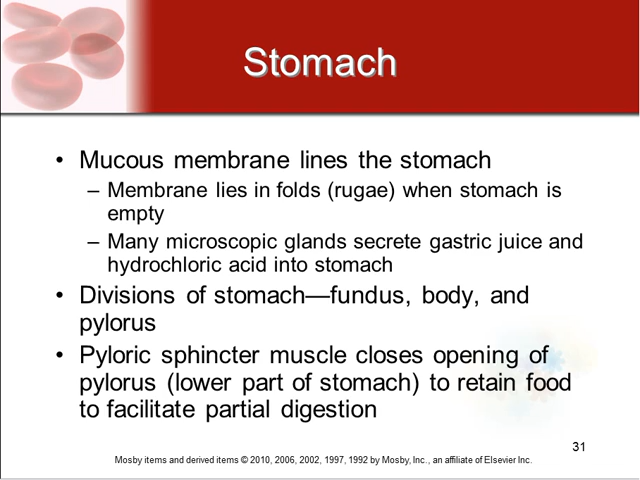 Stomach
• Mucous membrane lines the stomach
– Membrane lies in folds (rugae) when stomach is
empty
– Many microscopic glands secrete gastric juice and
hydrochloric acid into stomach
• Divisions of stomach—fundus, body, and
pylorus
• Pyloric sphincter muscle closes opening of
pylorus (lower part of stomach) to retain food
to facilitate partial digestion
31
Mosby items and derived items © 2010, 2006, 2002, 1997, 1992 by Mosby, Inc., an affiliate of Elsevier Inc.